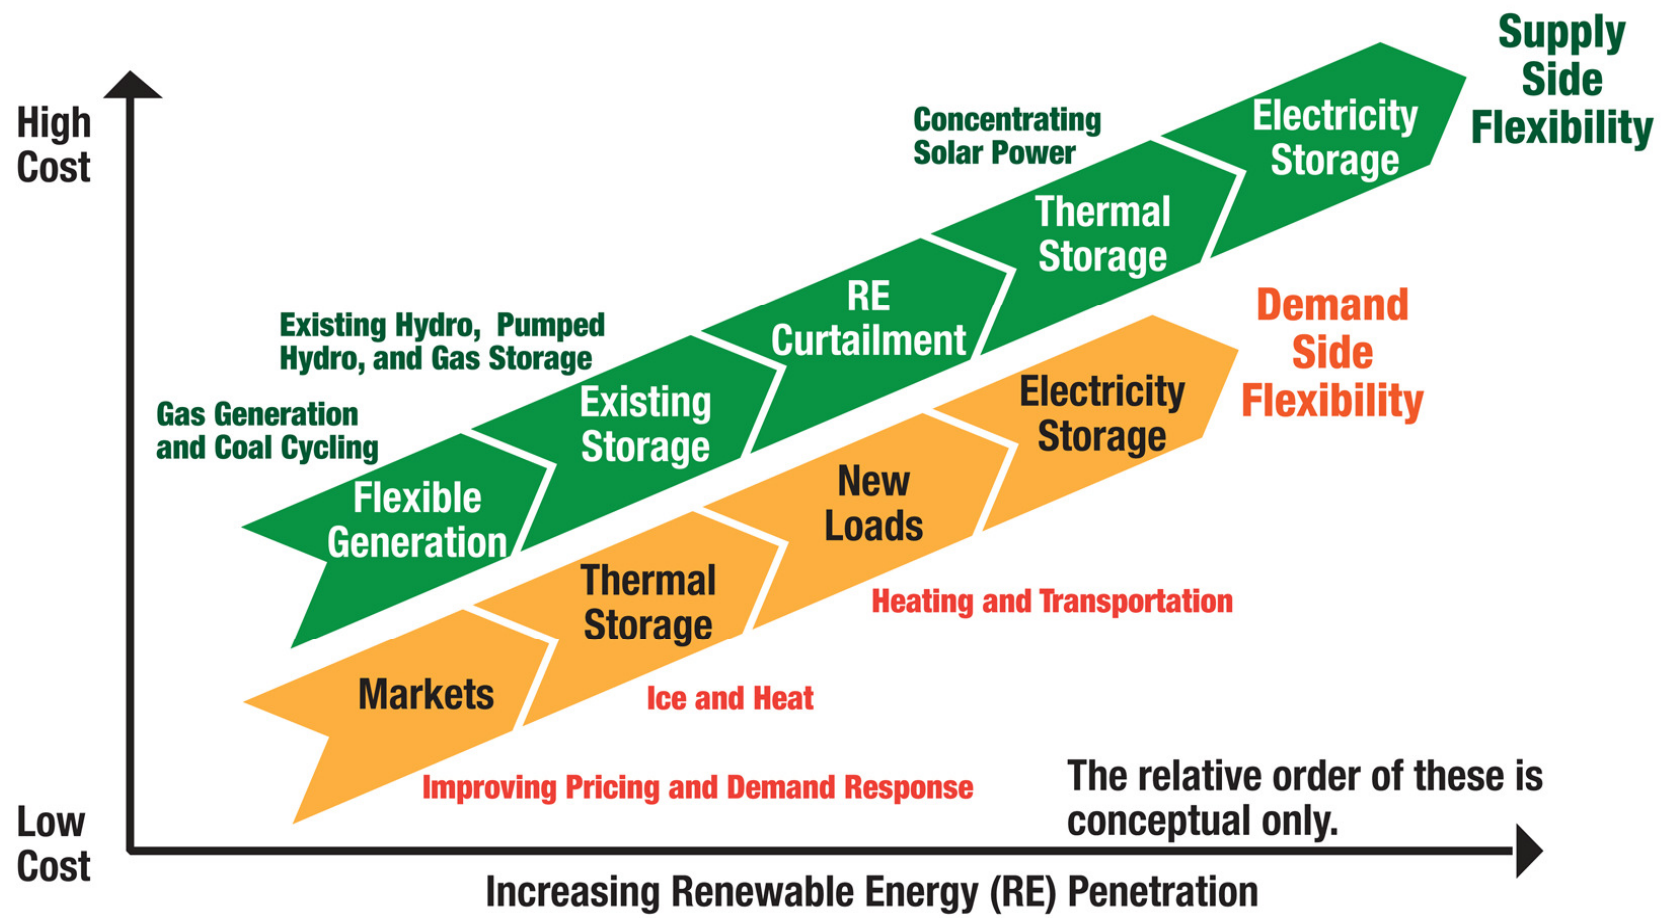 Supply
Side
Flexibility
High
Cost
Concentrating
Solar Power
Electricity
Storage
Thermal
Storage
RE
Curtailment
Existing Hydro,  Pumped
Hydro, and Gas Storage
Existing
Storage
Gas Generation
and Coal Cycling
Flexible
Generation
Demand
Side
Flexibility
Electricity
Storage
New
Loads
Heating and Transportation
Thermal
Storage
Ice and Heat
Markets
Improving Pricing and Demand Response
The relative order of these is
conceptual only.
Low
Cost
Increasing Renewable Energy (RE) Penetration